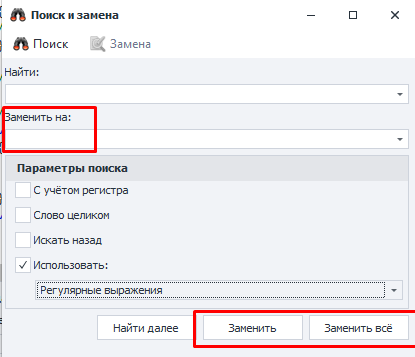 Поиск и замена
Поиск Замена
Найти:
Заменить на:
Параметры поиска
С учётом регистра
Слово целиком
Искать назад
Использовать:
Регулярные выражения
Найти далее Заменить Заменить всё